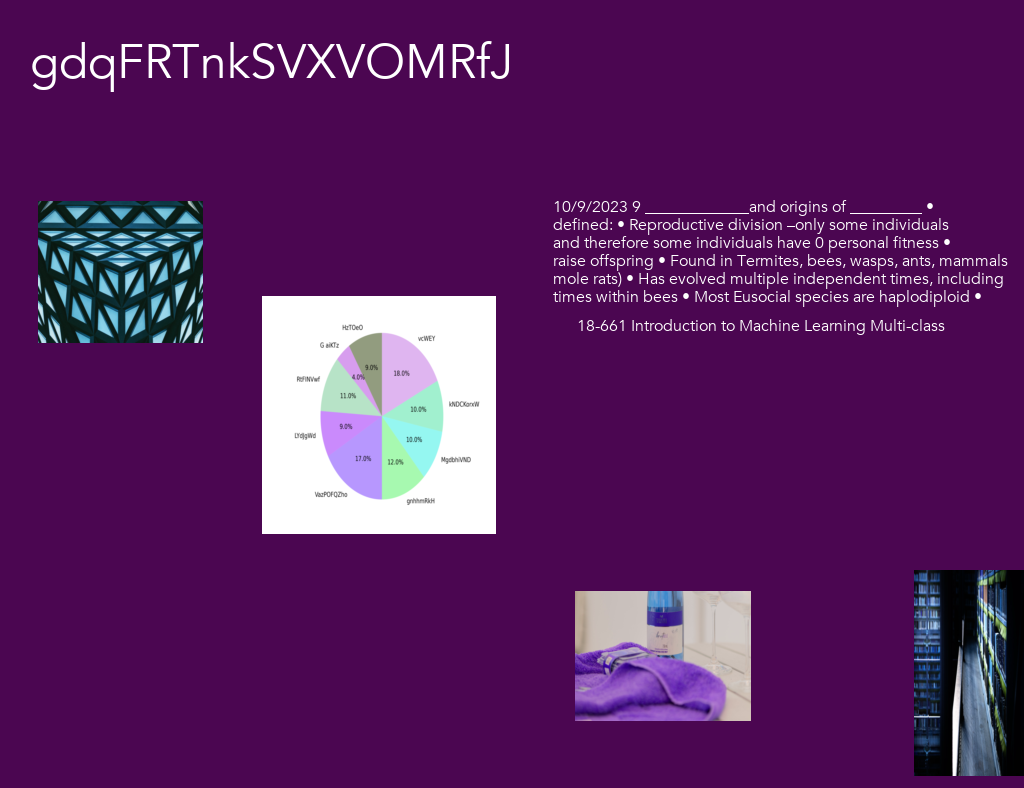 gdqFRTnkSVXVOMRfJ
10/9/2023 9 _____________and origins of _________ •
defined: • Reproductive division –only some individuals
and therefore some individuals have 0 personal fitness •
raise offspring • Found in Termites, bees, wasps, ants, mammals
mole rats) • Has evolved multiple independent times, including
times within bees • Most Eusocial species are haplodiploid •
18-661 Introduction to Machine Learning Multi-class
HzTOeO
vcWEY
G aiKTz
9.0%
18.0%
4.0%
RtFINVwf
11.0%
kNDCKorxW
10.0%
9.0%
LYdjgWd
10.0%
17.0%
12.0%
MgdbhiVND
VazPOFQZho
gnhhmRkH